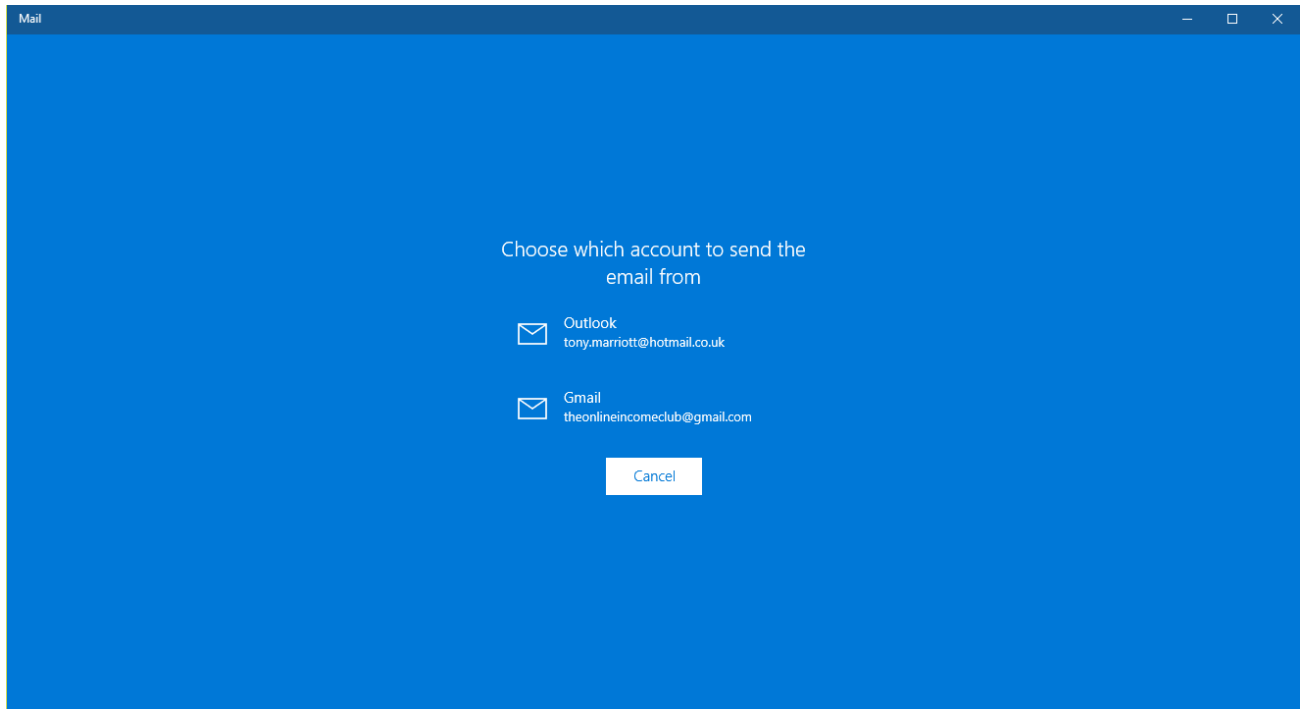 Mail
Choose which account to send the
email from
Outlook
tony.marriott@hotmail.co.uk
Gmail
theonlineincomeclub@gmail.com
Cancel